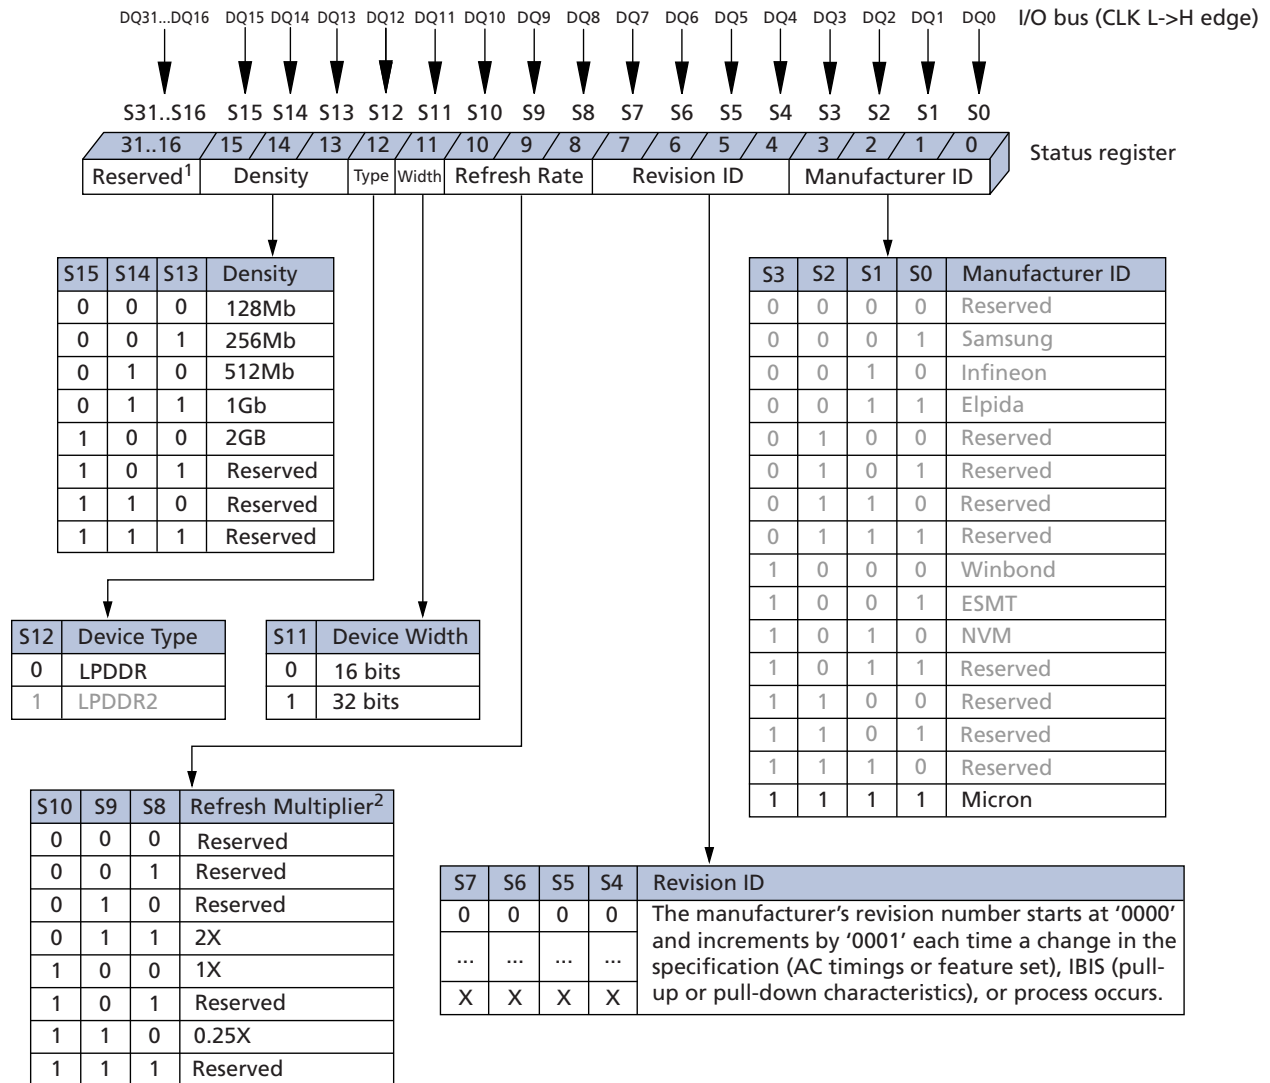 DQ31...DQ16 DQ15 DQ14 DQ13 DQ12 DQ11 DQ10 DQ9 DQ8 DQ7 DQ6 DQ5 DQ4 DQ3 DQ2 DQ1 DQ0 I/O bus (CLK L->H edge)
S31..S16 S15 S14 S13 S12 S11 S10 S9 S8 S7 S6 S5 S4 S3 S2 S1 S0
31..16 15 14 13 12 11 10 9 8 7 6 5 4 3 2 1 0 Status register
Reserved1 Density Type Width Refresh Rate Revision ID Manufacturer ID
S15 S14 S13 Density
0 0 0 128Mb
0 0 1 256Mb
0 1 0 512Mb
0 1 1 1Gb
1 0 0 2GB
1 0 1 Reserved
1 1 0 Reserved
1 1 1 Reserved
S3 S2 S1 S0 Manufacturer ID
0 0 0 0 Reserved
0 0 0 1 Samsung
0 0 1 0 Infineon
0 0 1 1 Elpida
0 1 0 0 Reserved
0 1 0 1 Reserved
0 1 1 0 Reserved
0 1 1 1 Reserved
1 0 0 0 Winbond
1 0 0 1 ESMT
1 0 1 0 NVM
1 0 1 1 Reserved
1 1 0 0 Reserved
1 1 0 1 Reserved
1 1 1 0 Reserved
1 1 1 1 Micron
S12 Device Type
0 LPDDR
1 LPDDR2
S11 Device Width
0 16 bits
1 32 bits
S10 S9 S8 Refresh Multiplier2
0 0 0 Reserved
0 0 1 Reserved
0 1 0 Reserved
0 1 1 2X
1 0 0 1X
1 0 1 Reserved
1 1 0 0.25X
1 1 1 Reserved
S7 S6 S5 S4 Revision ID
0 0 0 0 The manufacturer's revision number starts at '0000'
and increments by '0001' each time a change in the
... ... ... ... specification (AC timings or feature set), IBIS (pull-
X X X X up or pull-down characteristics), or process occurs.